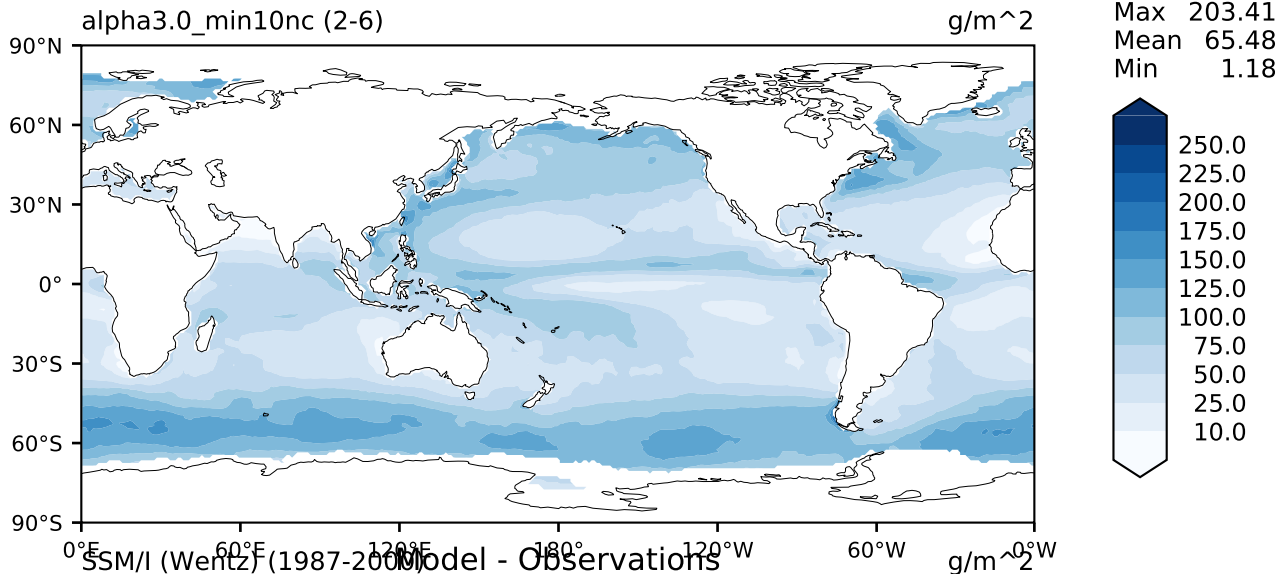 alpha3.0_min10nc (2-6) g/m^2
Max 203.41
Mean 65.48
Min 1.18
90°N
60°N
30°N
0°
30°S
60°S
90°S
250.0
225.0
200.0
175.0
150.0
125.0
100.0
75.0
50.0
25.0
10.0
0°E 60°E 120°E 180° 120°W 60°W 0°W
SSM/I (Wentz) (1987-2000) Model - Observations g/m^2